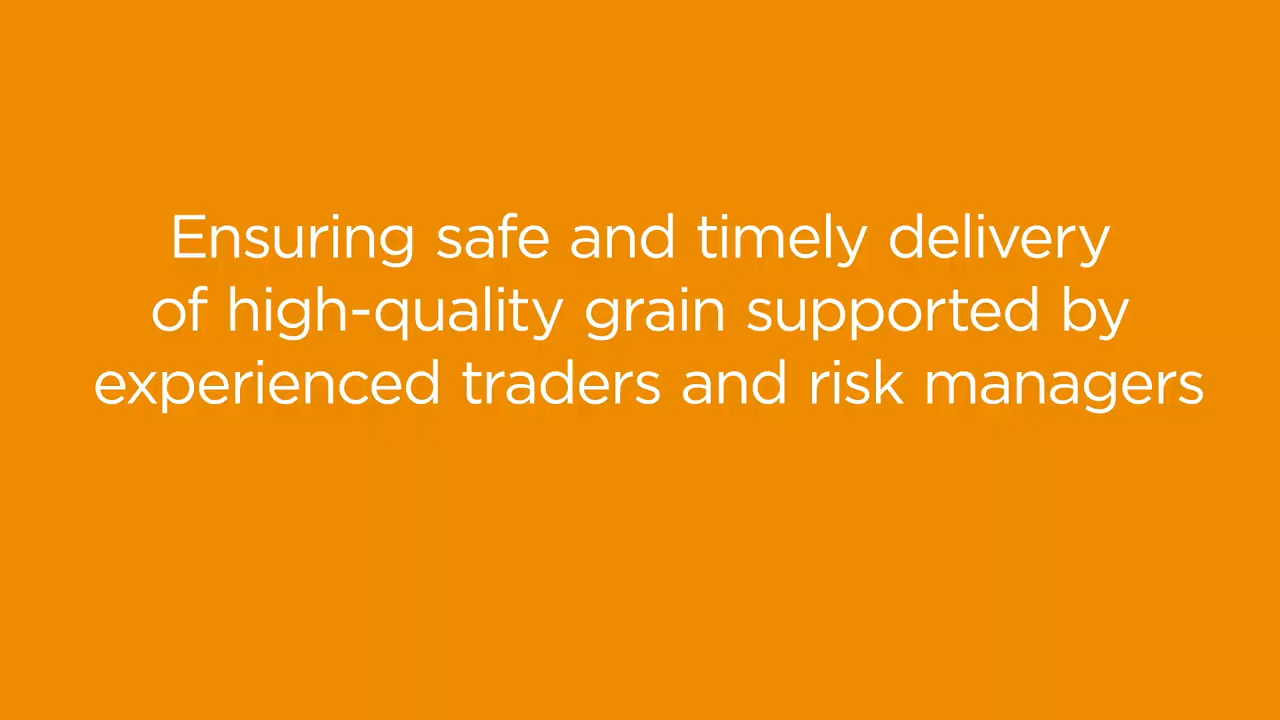 Ensuring safe and timely delivery
of high-quality grain supported by
experienced traders and risk managers